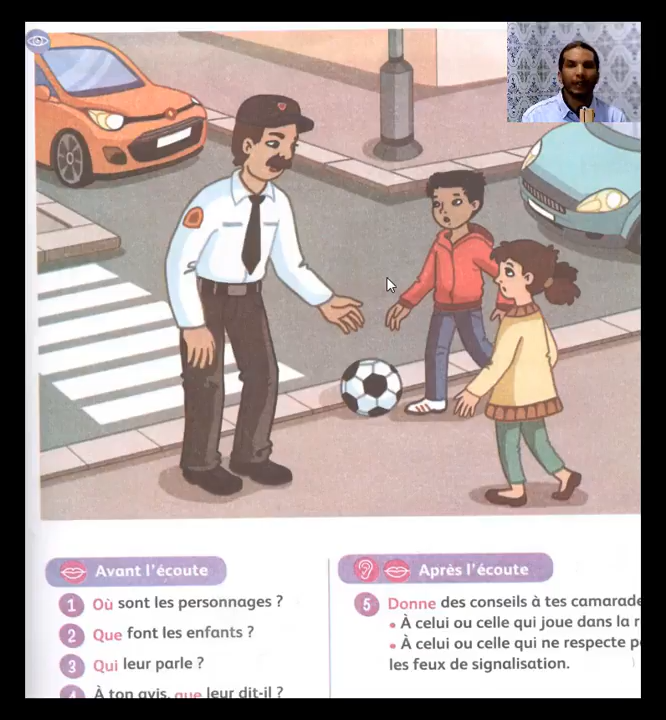 Avant l'écoute
1 Où sont les personnages ?
2 Que font les enfants ?
3 Qui leur parle ?
4 À ton avis, que leur dit-il ?
Après l'écoute
5 Donne des conseils à tes camarade
• À celui ou celle qui joue dans la r
• À celui ou celle qui ne respecte p
les feux de signalisation.